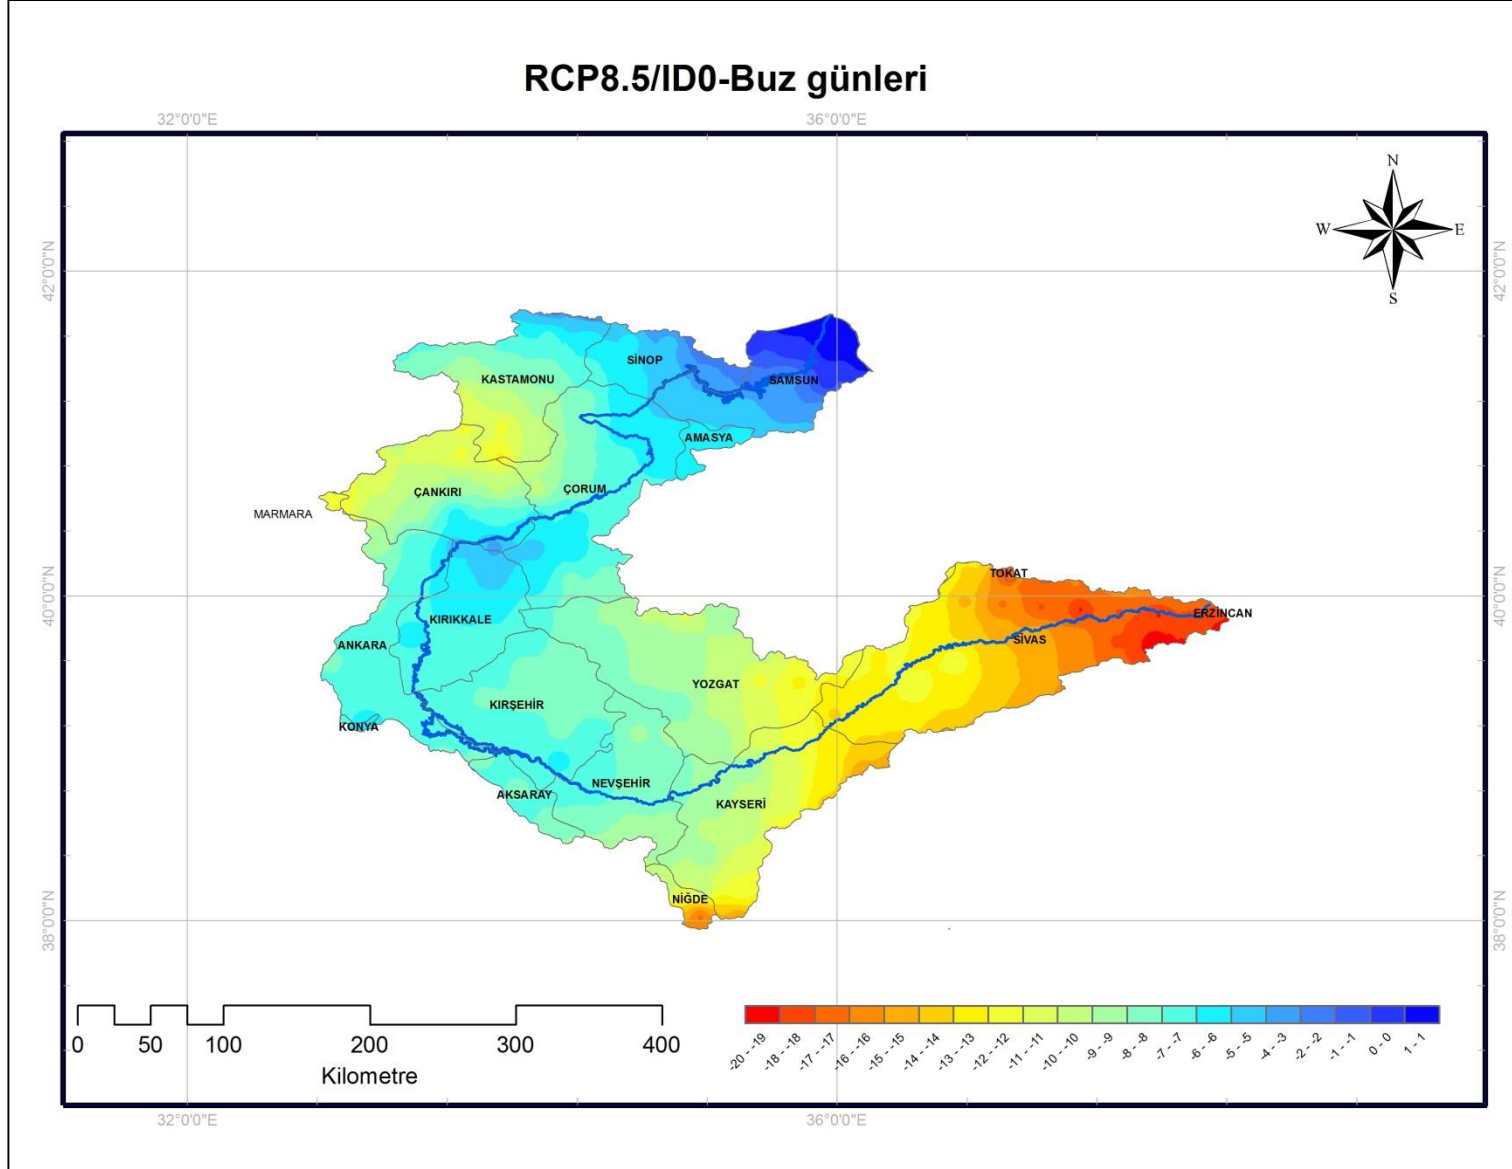 RCP8.5/ID0-Buz günleri
32°0'0"E 36°0'0"E
N
W E
S
42°0'0"N 42°0'0"N
SİNOP
KASTAMONU SAMSUN
AMASYA
ÇANKIRI ÇORUM
MARMARA
TOKAT
40°0'0"N 40°0'0"N
ERZİNCAN
KIRIKKALE
SİVAS
ANKARA
YOZGAT
KIRŞEHİR
KONYA
NEVŞEHİR
AKSARAY
KAYSERİ
NİĞDE
38°0'0"N 38°0'0"N
0 50 100 200 300 400
Kilometre
-20 - -19
-18 - -18
-17 - -17
-16 - -16
-15 - -15
-14 - -14
-13 - -13
-12 - -12
-11 - -11
-10 - -10
-9 - -9
-8 - -8
-7 - -7
-6 - -6
-5 - -5
-4 - -3
-2 - -2
-1 - -1
0 - 0
1 - 1
32°0'0"E 36°0'0"E